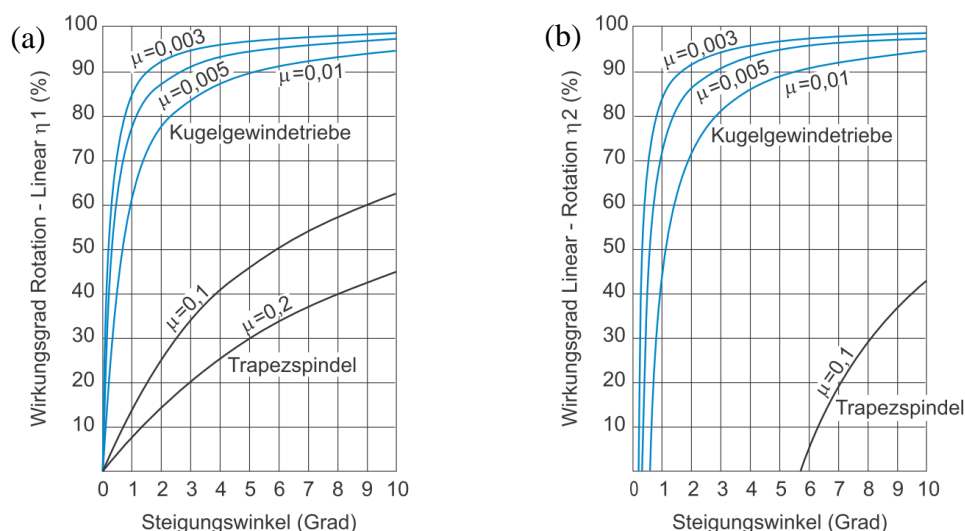 (a)
Wirkungsgrad Rotation - Linear η1 (%)
100
90
80
70
60
50
40
30
20
10
μ=0,003
μ=0,005
μ=0,01
Kugelgewindetriebe
μ=0,1
μ=0,2
Trapezspindel
0 1 2 3 4 5 6 7 8 9 10
Steigungswinkel (Grad)
(b)
Wirkungsgrad Linear - Rotation η2 (%)
100
90
80
70
60
50
40
30
20
10
μ=0,003
μ=0,005
μ=0,01
Kugelgewindetriebe
μ=0,1
Trapezspindel
0 1 2 3 4 5 6 7 8 9 10
Steigungswinkel (Grad)